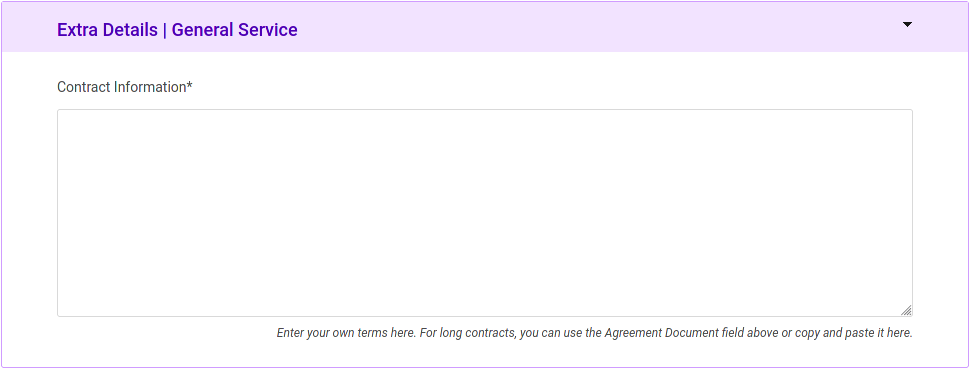 Extra Details | General Service
Contract Information*
Enter your own terms here. For long contracts, you can use the Agreement Document field above or copy and paste it here.